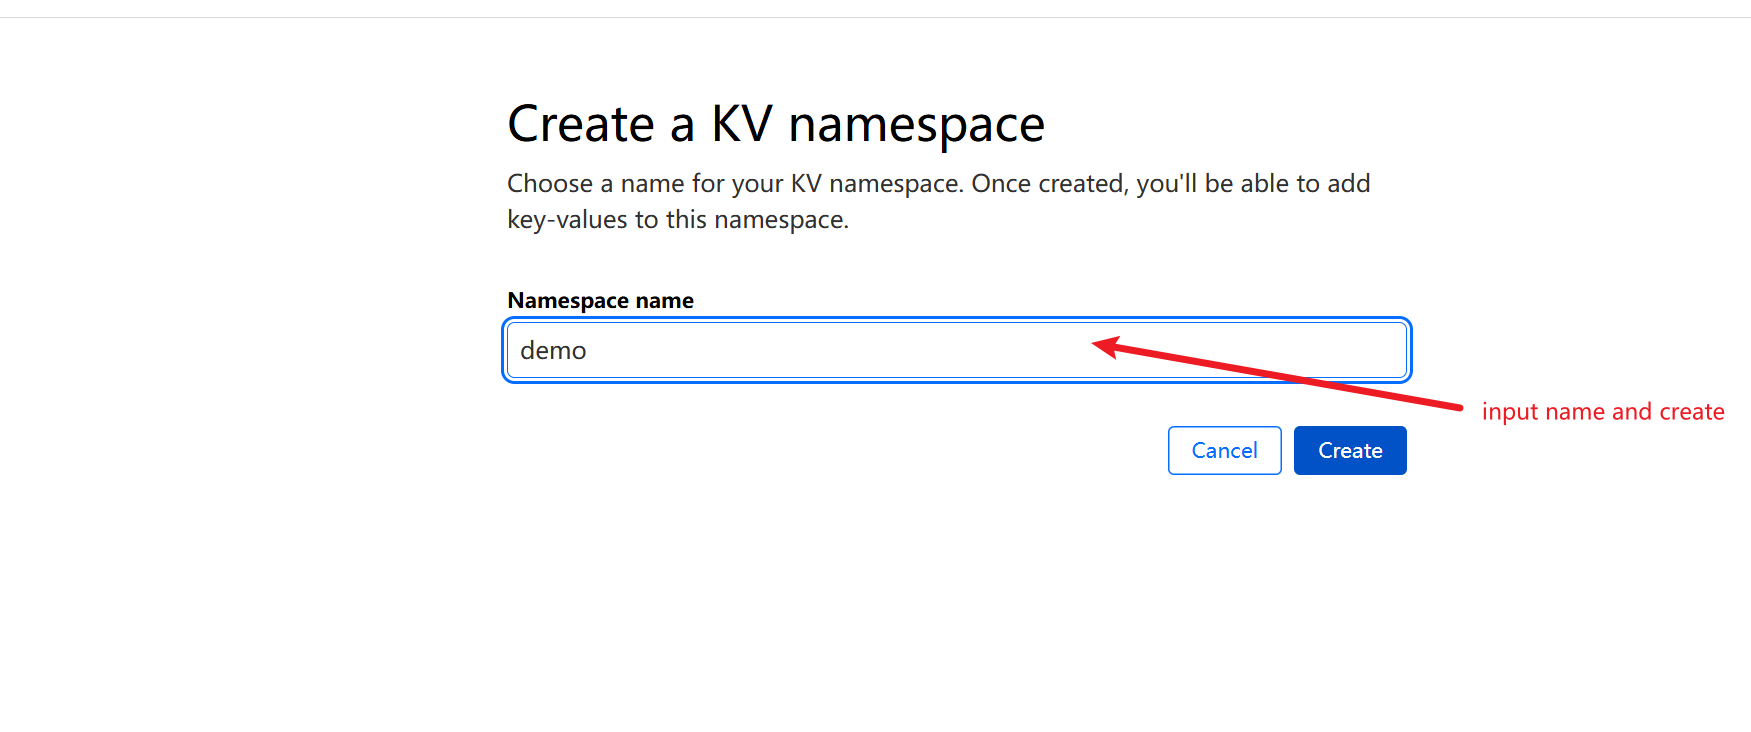 Create a KV namespace
Choose a name for your KV namespace. Once created, you'll be able to add
key-values to this namespace.
Namespace name
demo
input name and create
Cancel
Create